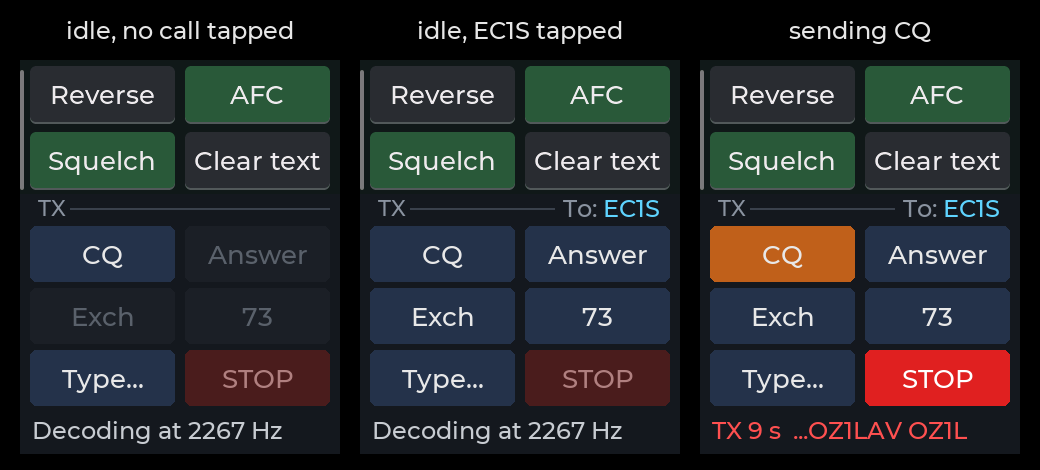 idle, no call tapped
Reverse AFC
Squelch Clear text
TX
CQ Answer
Exch 73
Type... STOP
Decoding at 2267 Hz
idle, EC1S tapped
Reverse AFC
Squelch Clear text
TX To: EC1S
CQ Answer
Exch 73
Type... STOP
Decoding at 2267 Hz
sending CQ
Reverse AFC
Squelch Clear text
TX To: EC1S
CQ Answer
Exch 73
Type... STOP
TX 9 s ...OZ1LAV OZ1L